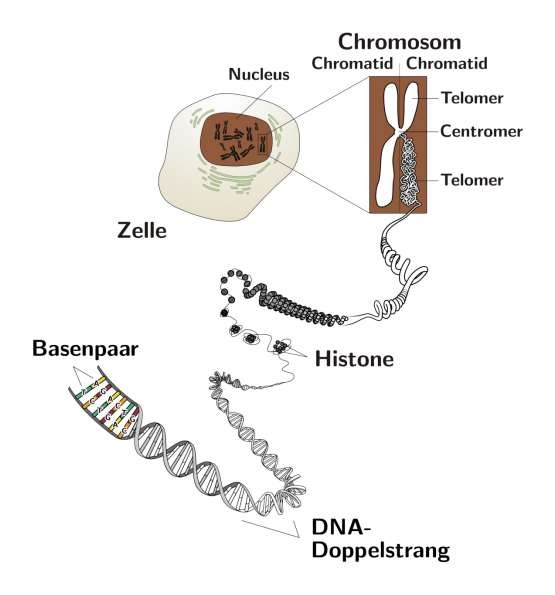 Chromosom
Chromatid Chromatid
Nucleus
Telomer
Centromer
Telomer
Zelle
Basenpaar
Histone
DNA-
Doppelstrang